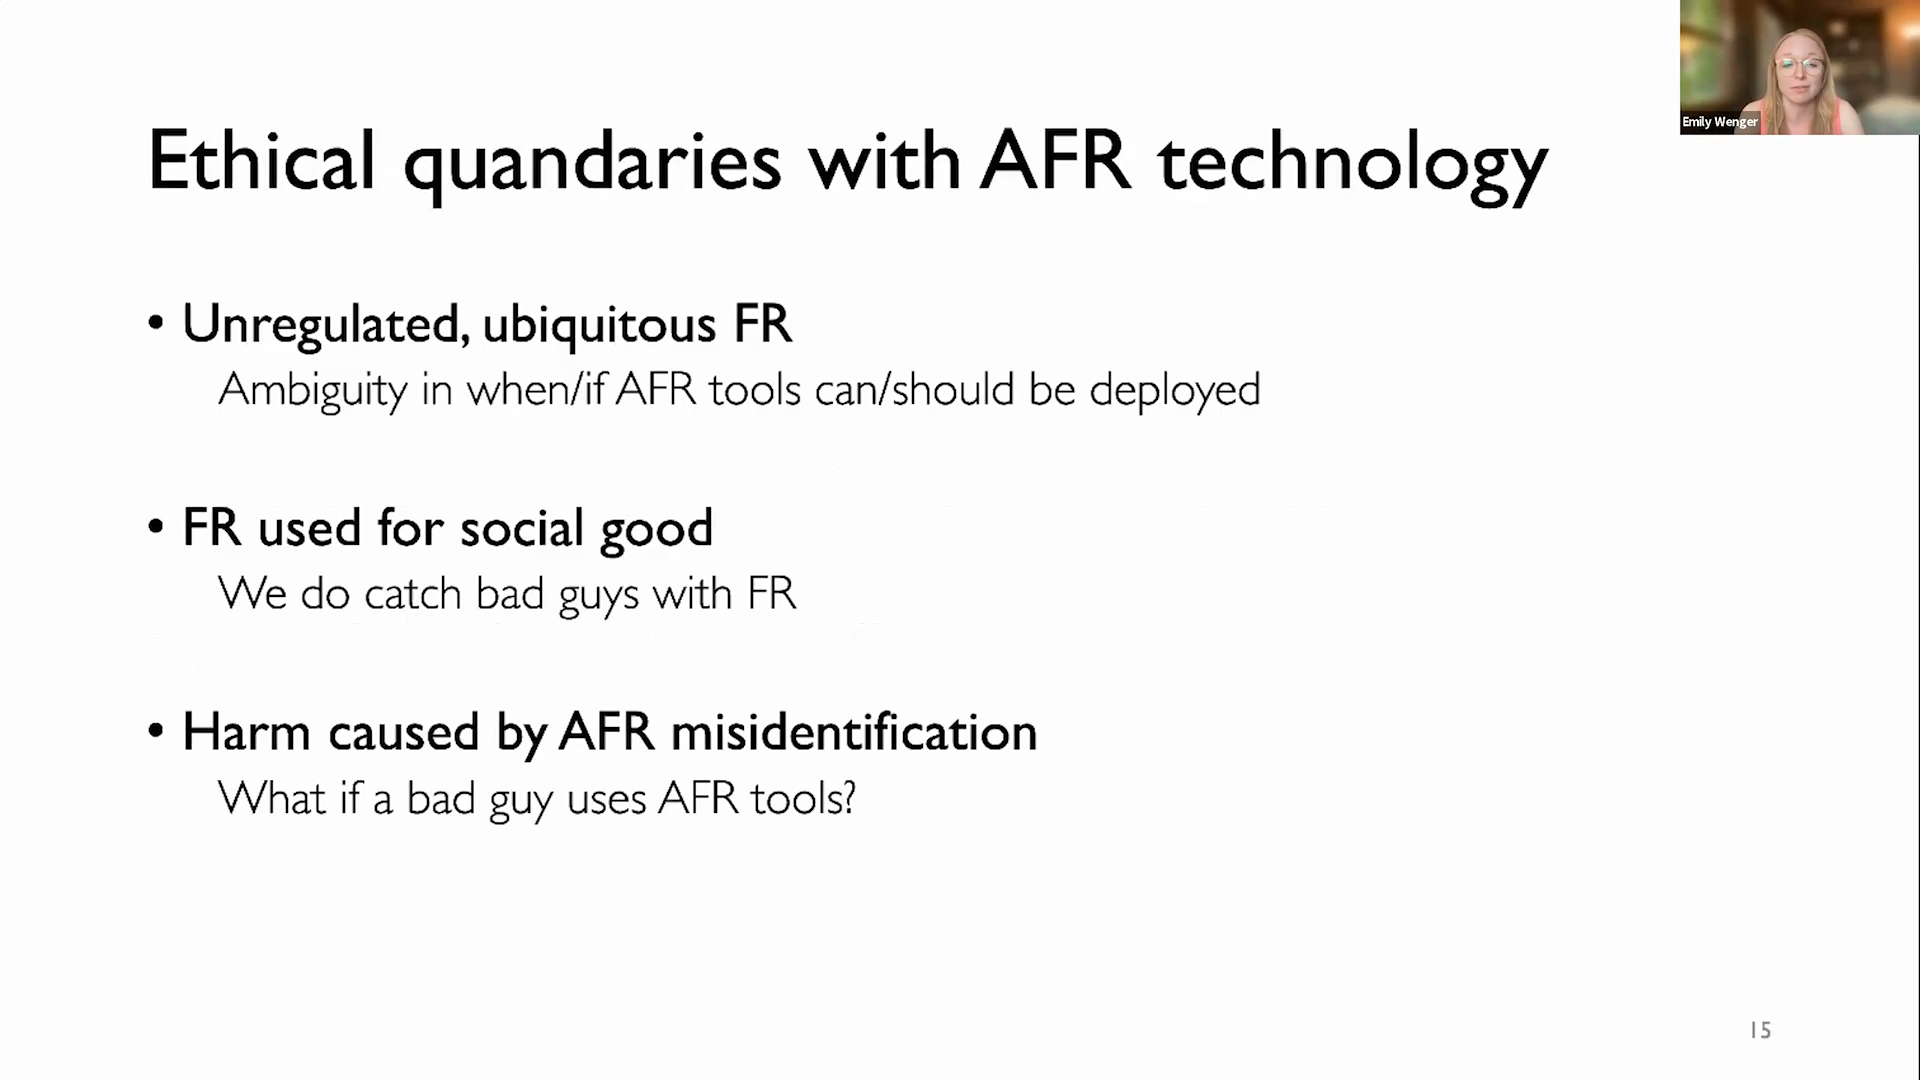 Emily Wenger
Ethical quandaries with AFR technology
• Unregulated, ubiquitous FR
Ambiguity in when/if AFR tools can/should be deployed
• FR used for social good
We do catch bad guys with FR
• Harm caused by AFR misidentification
What if a bad guy uses AFR tools?
15